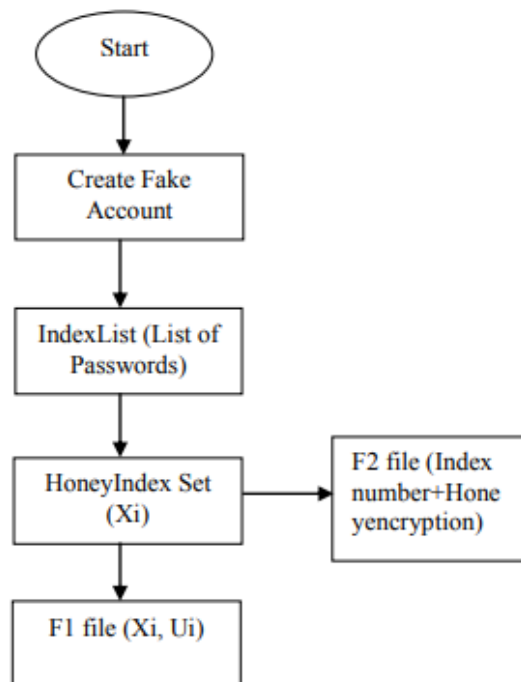 Start
Create Fake
Account
IndexList (List of
Passwords)
HoneyIndex Set
(Xi)
F2 file (Index
number+Hone
yencryption)
F1 file (Xi, Ui)